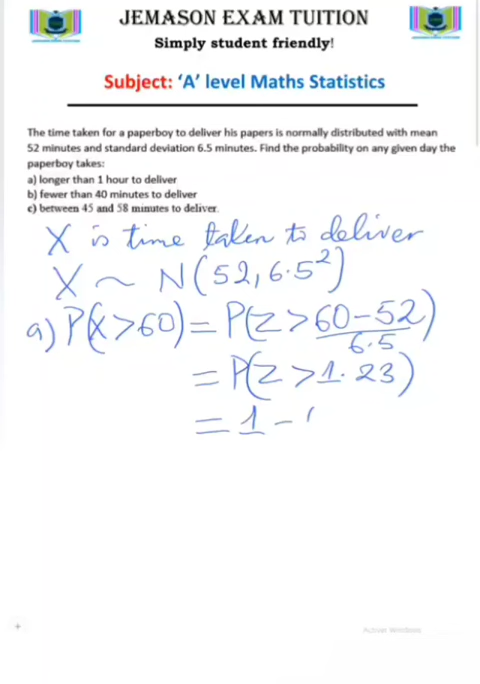 JEMASON EXAM TUITION
Simply student friendly!
Subject: ‘A’ level Maths Statistics
The time taken for a paperboy to deliver his papers is normally distributed with mean
52 minutes and standard deviation 6.5 minutes. Find the probability on any given day the
paperboy takes:
a) longer than 1 hour to deliver
b) fewer than 40 minutes to deliver
c) between 45 and 58 minutes to deliver.
X is time taken to deliver
X ~ N(52, 6.5²)
a) P(X > 60) = P(Z > (60-52)/6.5)
= P(Z > 1.23)
= 1 -